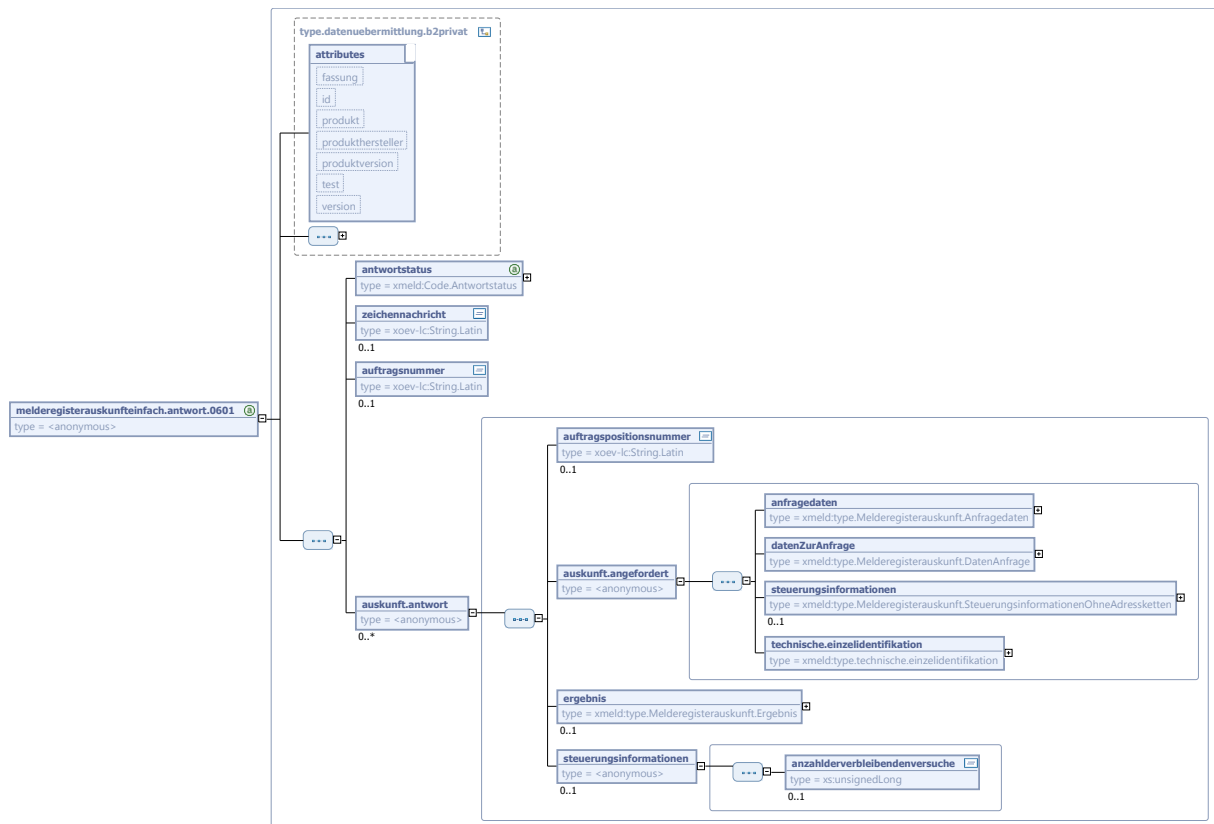 type.datenuebermittlung.b2privat
attributes
fassung
id
produkt
produkthersteller
produktversion
test
version
antwortstatus
type = xmeld:Code.Antwortstatus
zeichennachricht
type = xoev-lc:String.Latin
0..1
auftragsnummer
type = xoev-lc:String.Latin
0..1
melderegisterauskunfteinfach.antwort.0601
type = <anonymous>
auskunft.antwort
type = <anonymous>
0..*
auftragspositionsnummer
type = xoev-lc:String.Latin
0..1
auskunft.angefordert
type = <anonymous>
anfragedaten
type = xmeld:type.Melderegisterauskunft.Anfragedaten
datenZurAnfrage
type = xmeld:type.Melderegisterauskunft.DatenAnfrage
steuerungsinformationen
type = xmeld:type.Melderegisterauskunft.SteuerungsinformationenOhneAdressketten
0..1
technische.einzelidentifikation
type = xmeld:type.technische.einzelidentifikation
ergebnis
type = xmeld:type.Melderegisterauskunft.Ergebnis
0..1
steuerungsinformationen
type = <anonymous>
0..1
anzahlderverbleibendenversuche
type = xs:unsignedLong
0..1